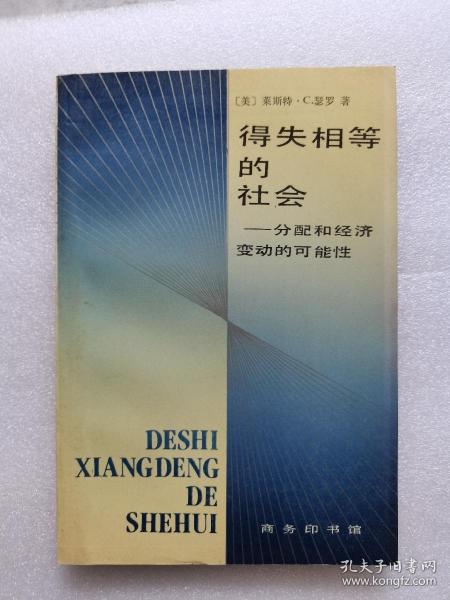 ［美］莱斯特·C.瑟罗 著
得失相等
的
社会
——分配和经济
变动的可能性
DESHI
XIANGDENG
DE
SHEHUI
商务印书馆
孔夫子旧书网
www.kongfz.com